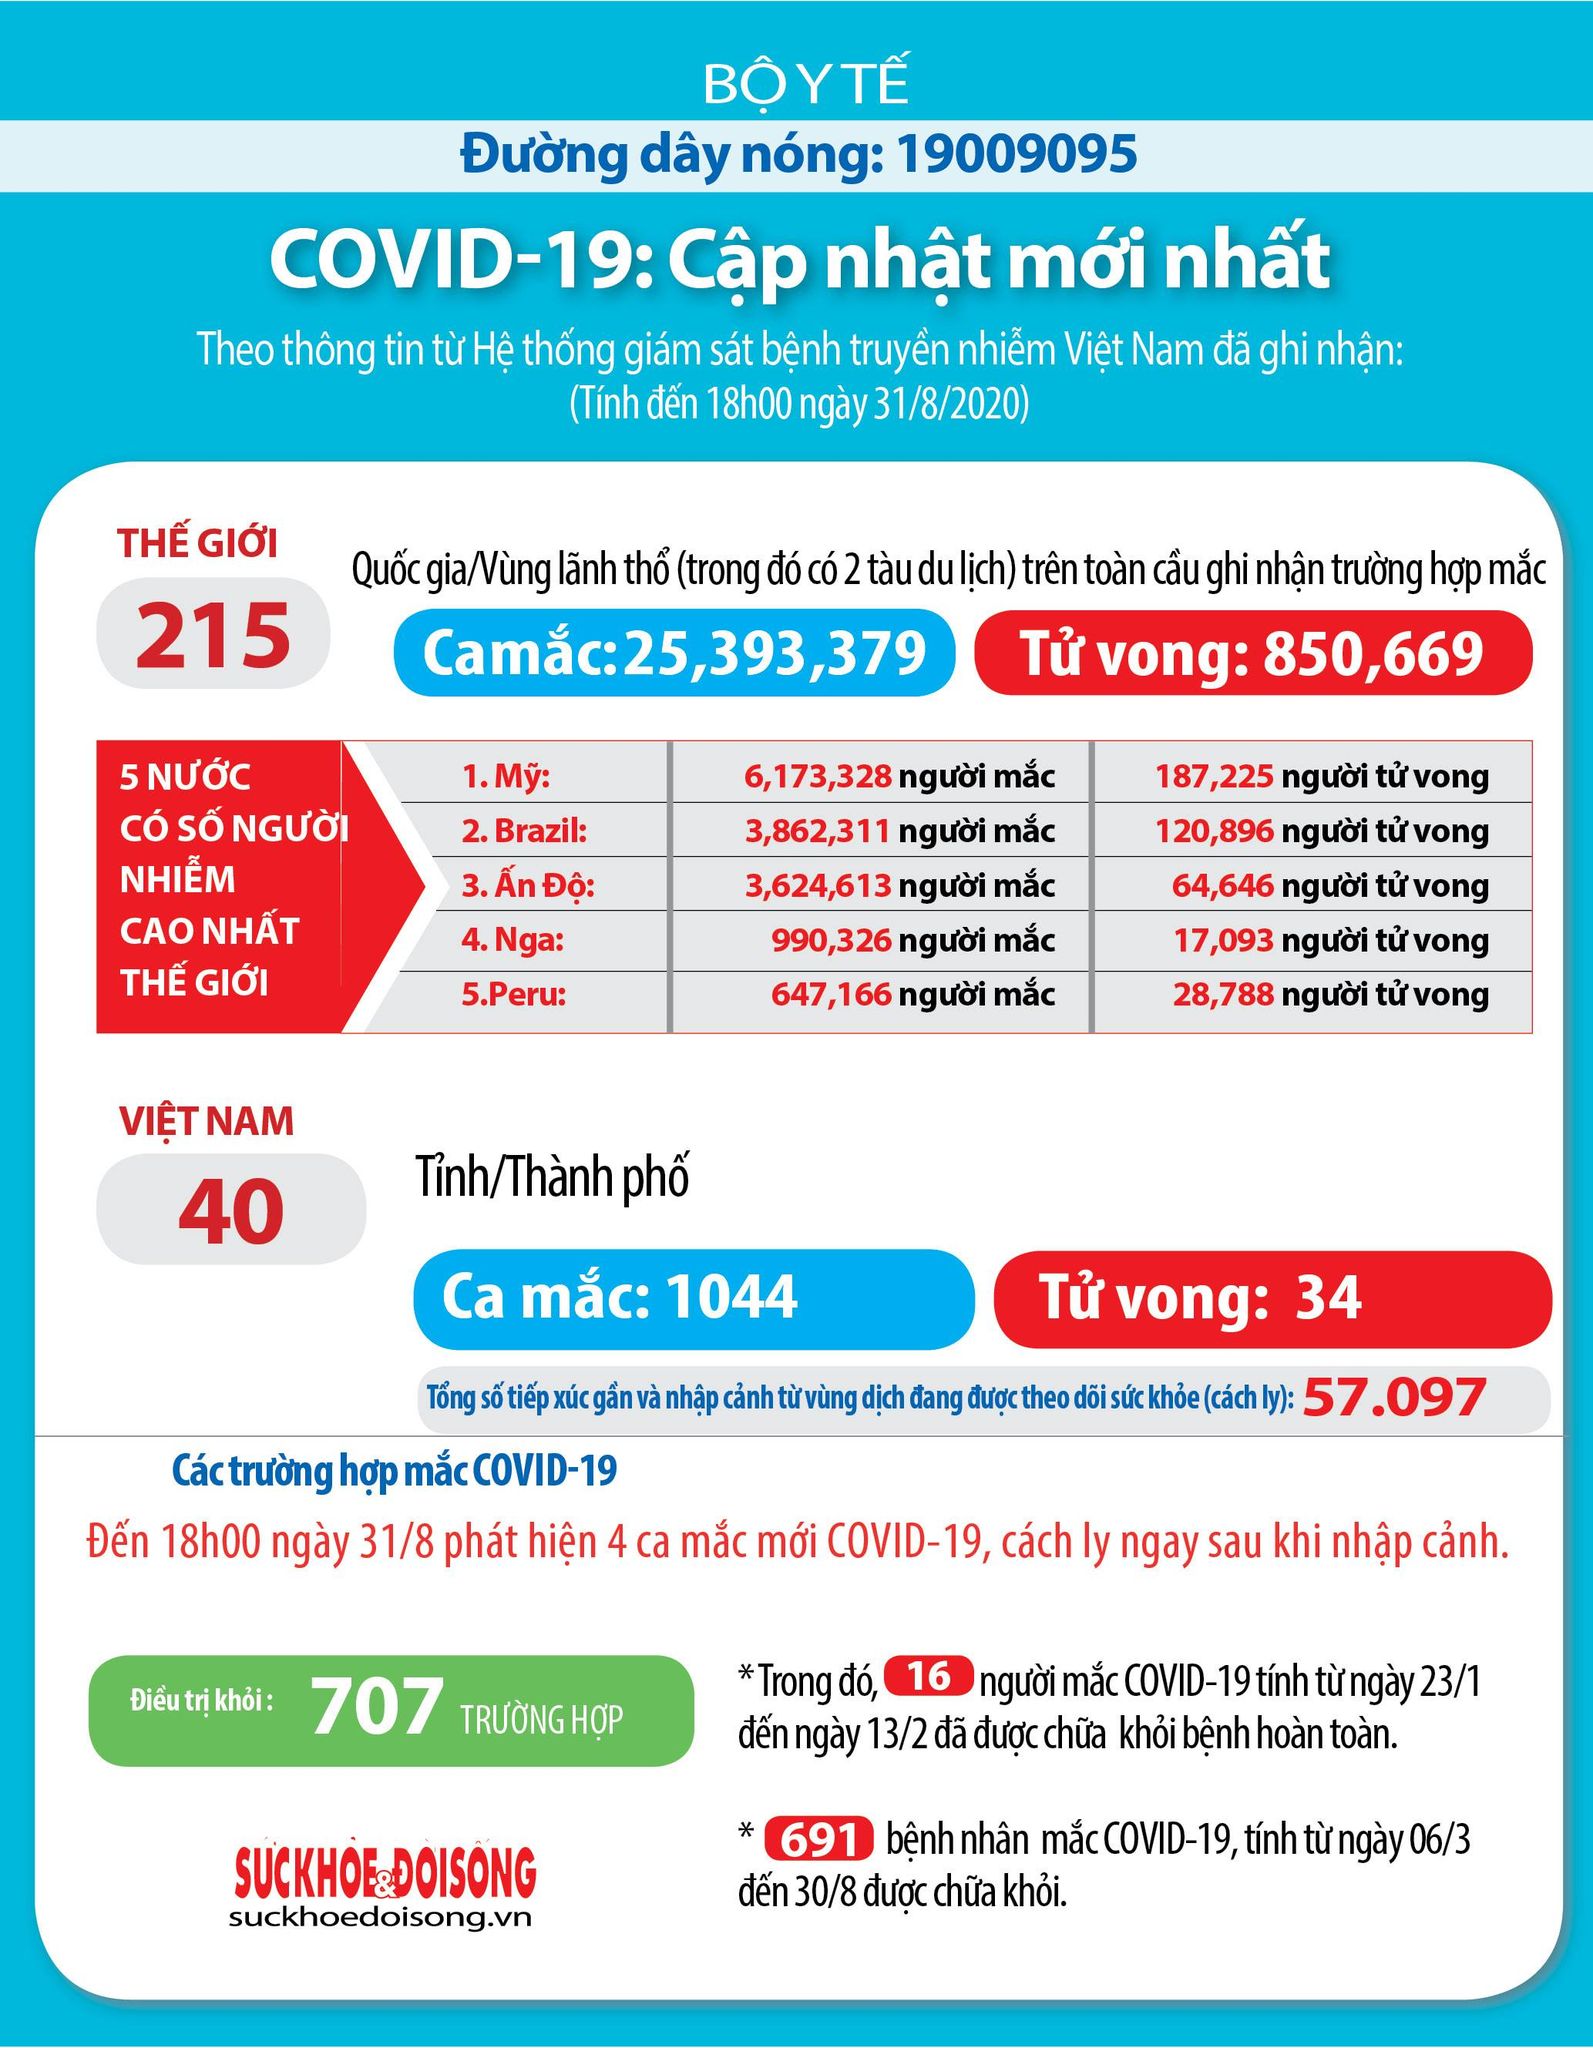 BỘ Y TẾ
Đường dây nóng: 19009095
COVID-19: Cập nhật mới nhất
Theo thông tin từ Hệ thống giám sát bệnh truyền nhiễm Việt Nam đã ghi nhận:
(Tính đến 18h00 ngày 31/8/2020)
THẾ GIỚI
215
Quốc gia/Vùng lãnh thổ (trong đó có 2 tàu du lịch) trên toàn cầu ghi nhận trường hợp mắc
Ca mắc: 25,393,379
Tử vong: 850,669
5 NƯỚC
CÓ SỐ NGƯỜI
NHIỄM
CAO NHẤT
THẾ GIỚI
1. Mỹ: 6,173,328 người mắc 187,225 người tử vong
2. Brazil: 3,862,311 người mắc 120,896 người tử vong
3. Ấn Độ: 3,624,613 người mắc 64,646 người tử vong
4. Nga: 990,326 người mắc 17,093 người tử vong
5.Peru: 647,166 người mắc 28,788 người tử vong
VIỆT NAM
40
Tỉnh/Thành phố
Ca mắc: 1044
Tử vong: 34
Tổng số tiếp xúc gần và nhập cảnh từ vùng dịch đang được theo dõi sức khỏe (cách ly): 57.097
Các trường hợp mắc COVID-19
Đến 18h00 ngày 31/8 phát hiện 4 ca mắc mới COVID-19, cách ly ngay sau khi nhập cảnh.
Điều trị khỏi : 707 TRƯỜNG HỢP
* Trong đó, 16 người mắc COVID-19 tính từ ngày 23/1
đến ngày 13/2 đã được chữa khỏi bệnh hoàn toàn.
* 691 bệnh nhân mắc COVID-19, tính từ ngày 06/3
đến 30/8 được chữa khỏi.
SỨCKHỎE&ĐỜISỐNG
suckhoedoisong.vn